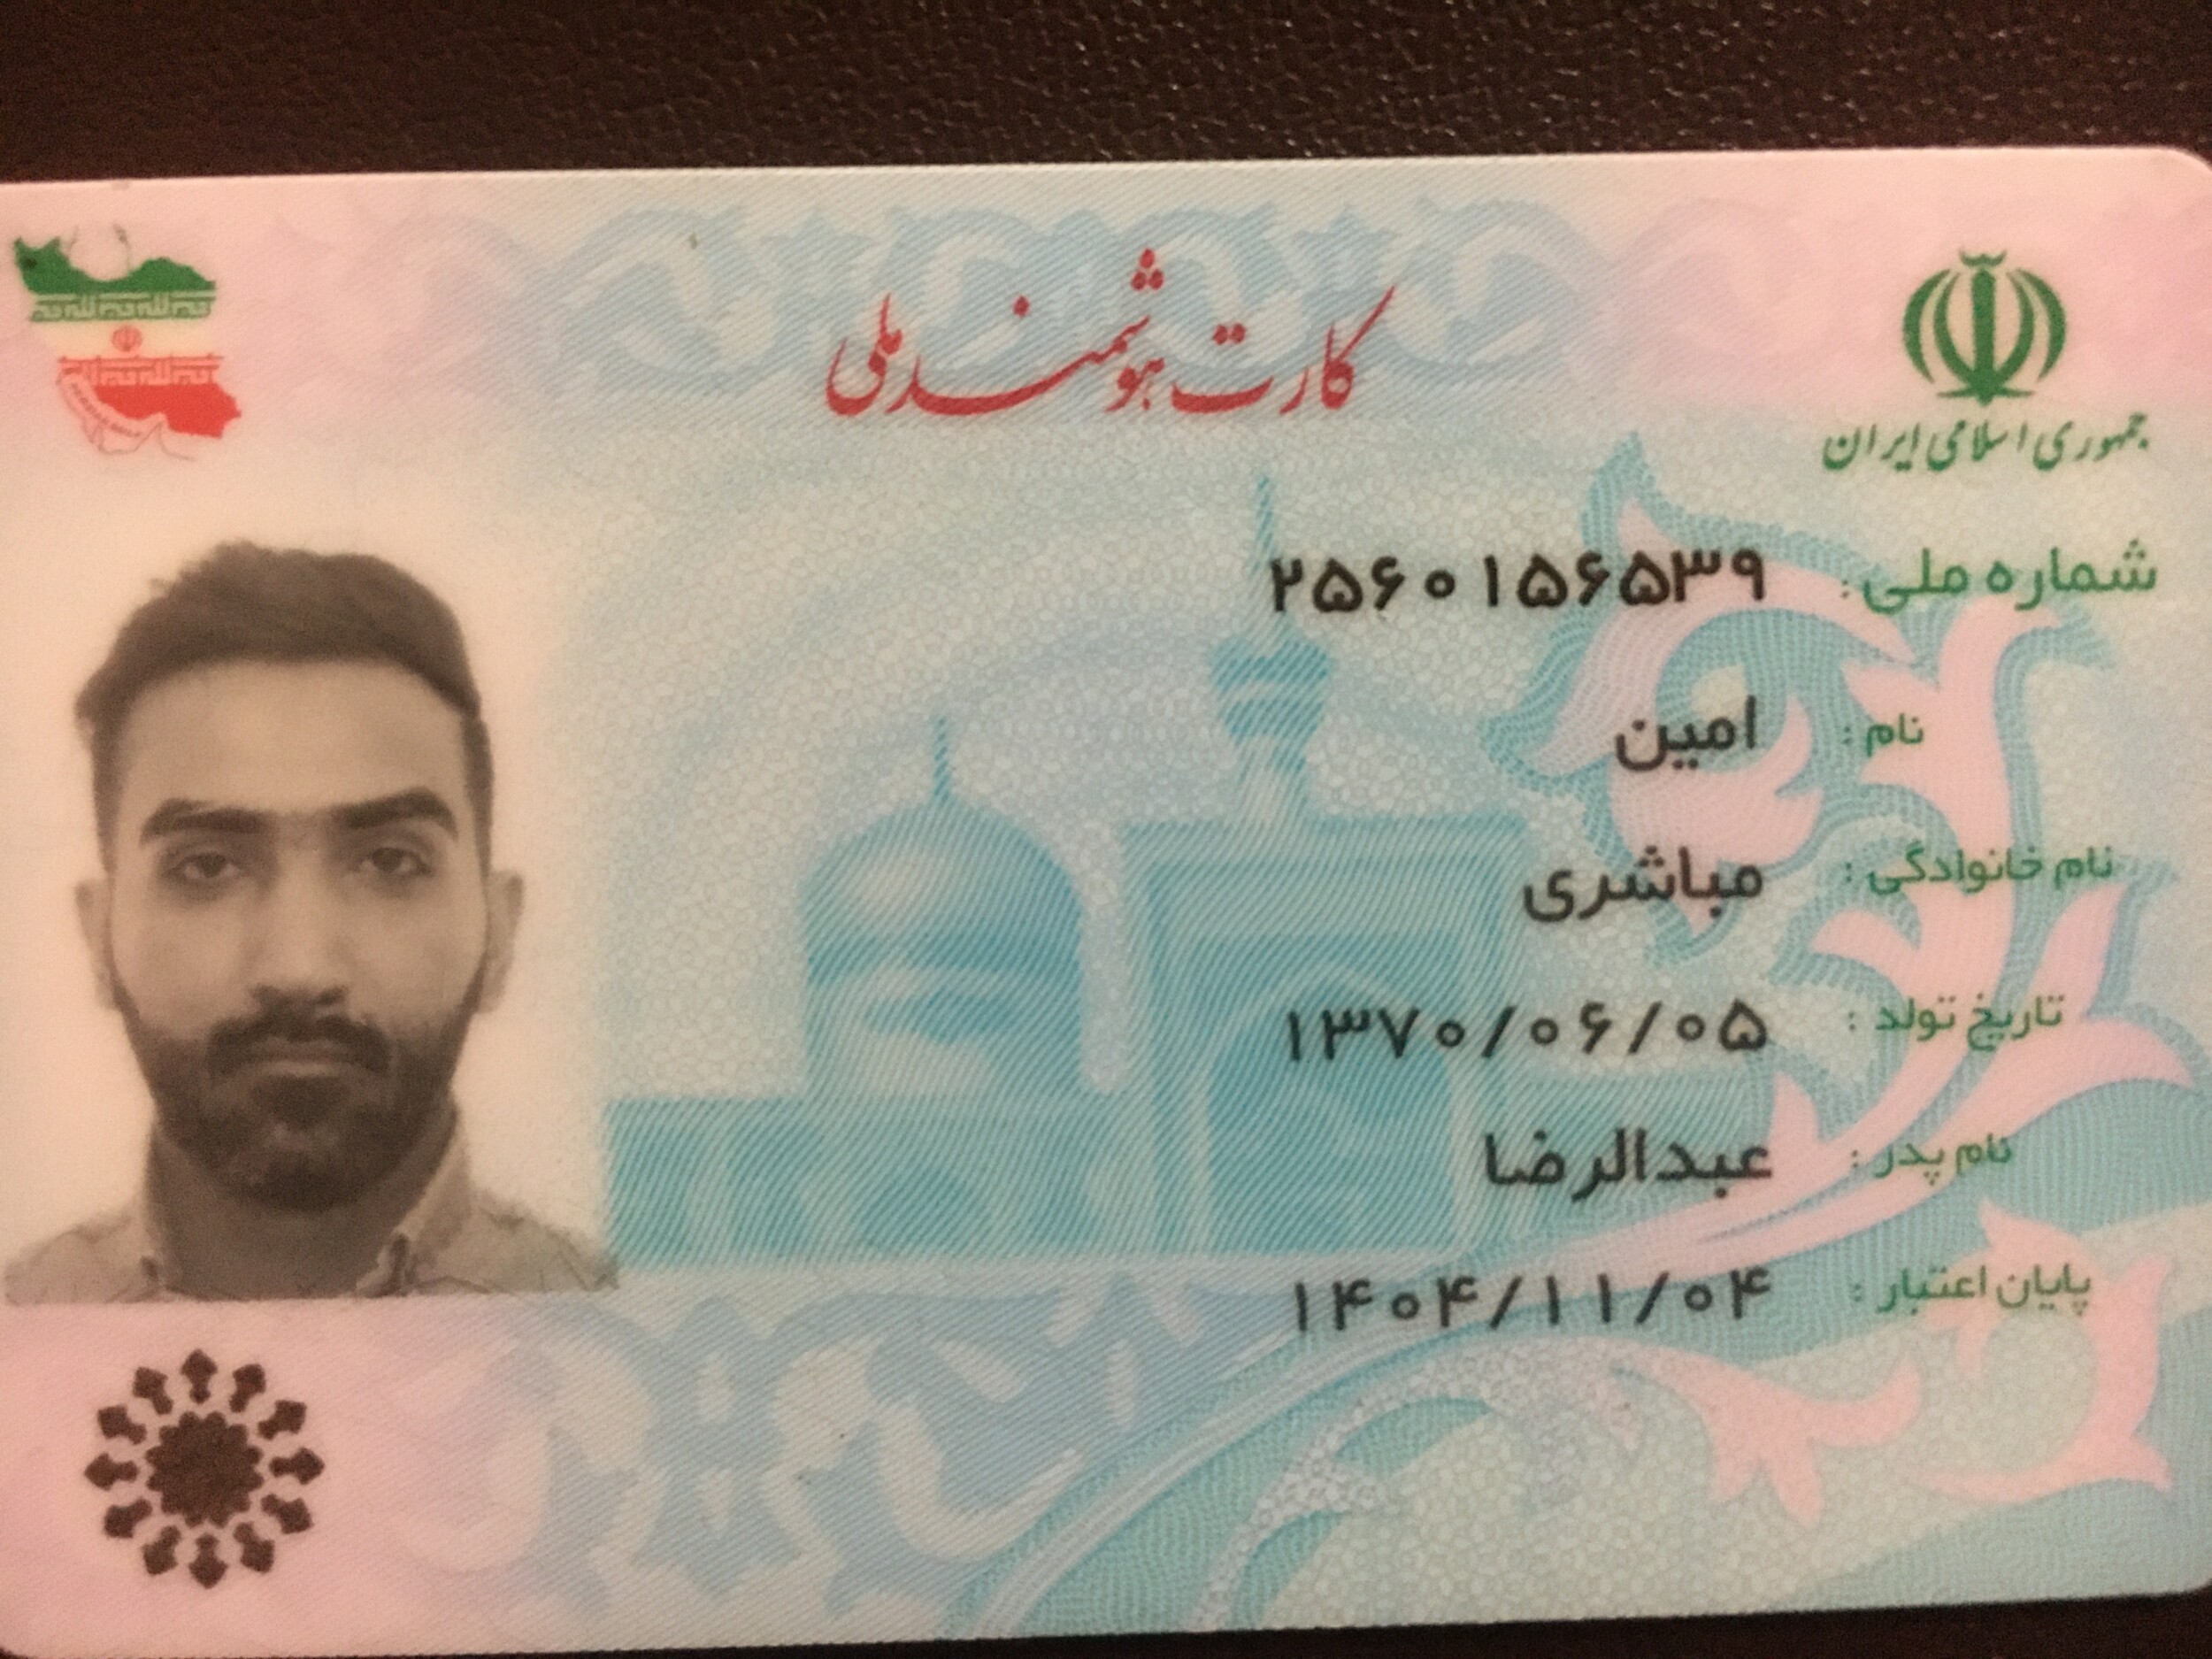 جمهوری اسلامی ایران
کارت هوشمند ملی
شماره ملی : ۲۵۶۰۱۵۶۵۳۹
نام : امین
نام خانوادگی : مباشری
تاریخ تولد : ۱۳۷۰/۰۶/۰۵
نام پدر : عبدالرضا
پایان اعتبار : ۱۴۰۴/۱۱/۰۴